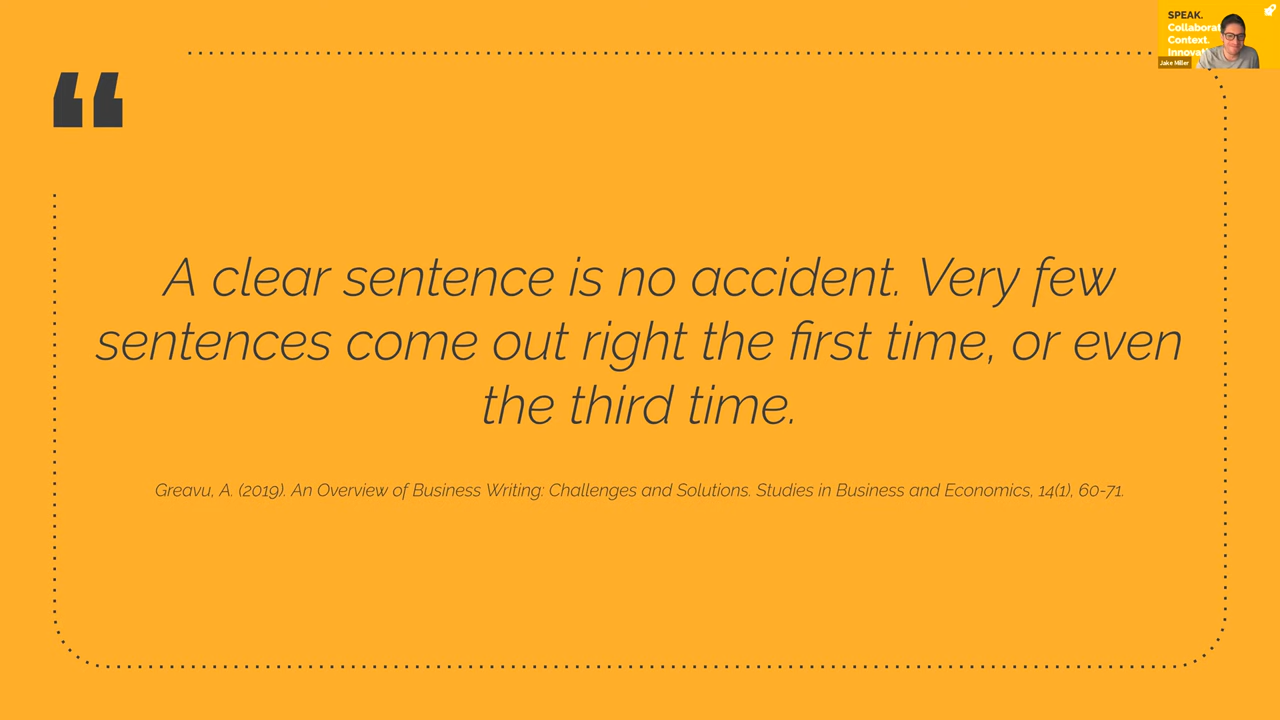 SPEAK.
Context.
Jake Miller
“
A clear sentence is no accident. Very few
sentences come out right the first time, or even
the third time.
Greavu, A. (2019). An Overview of Business Writing: Challenges and Solutions. Studies in Business and Economics, 14(1), 60-71.